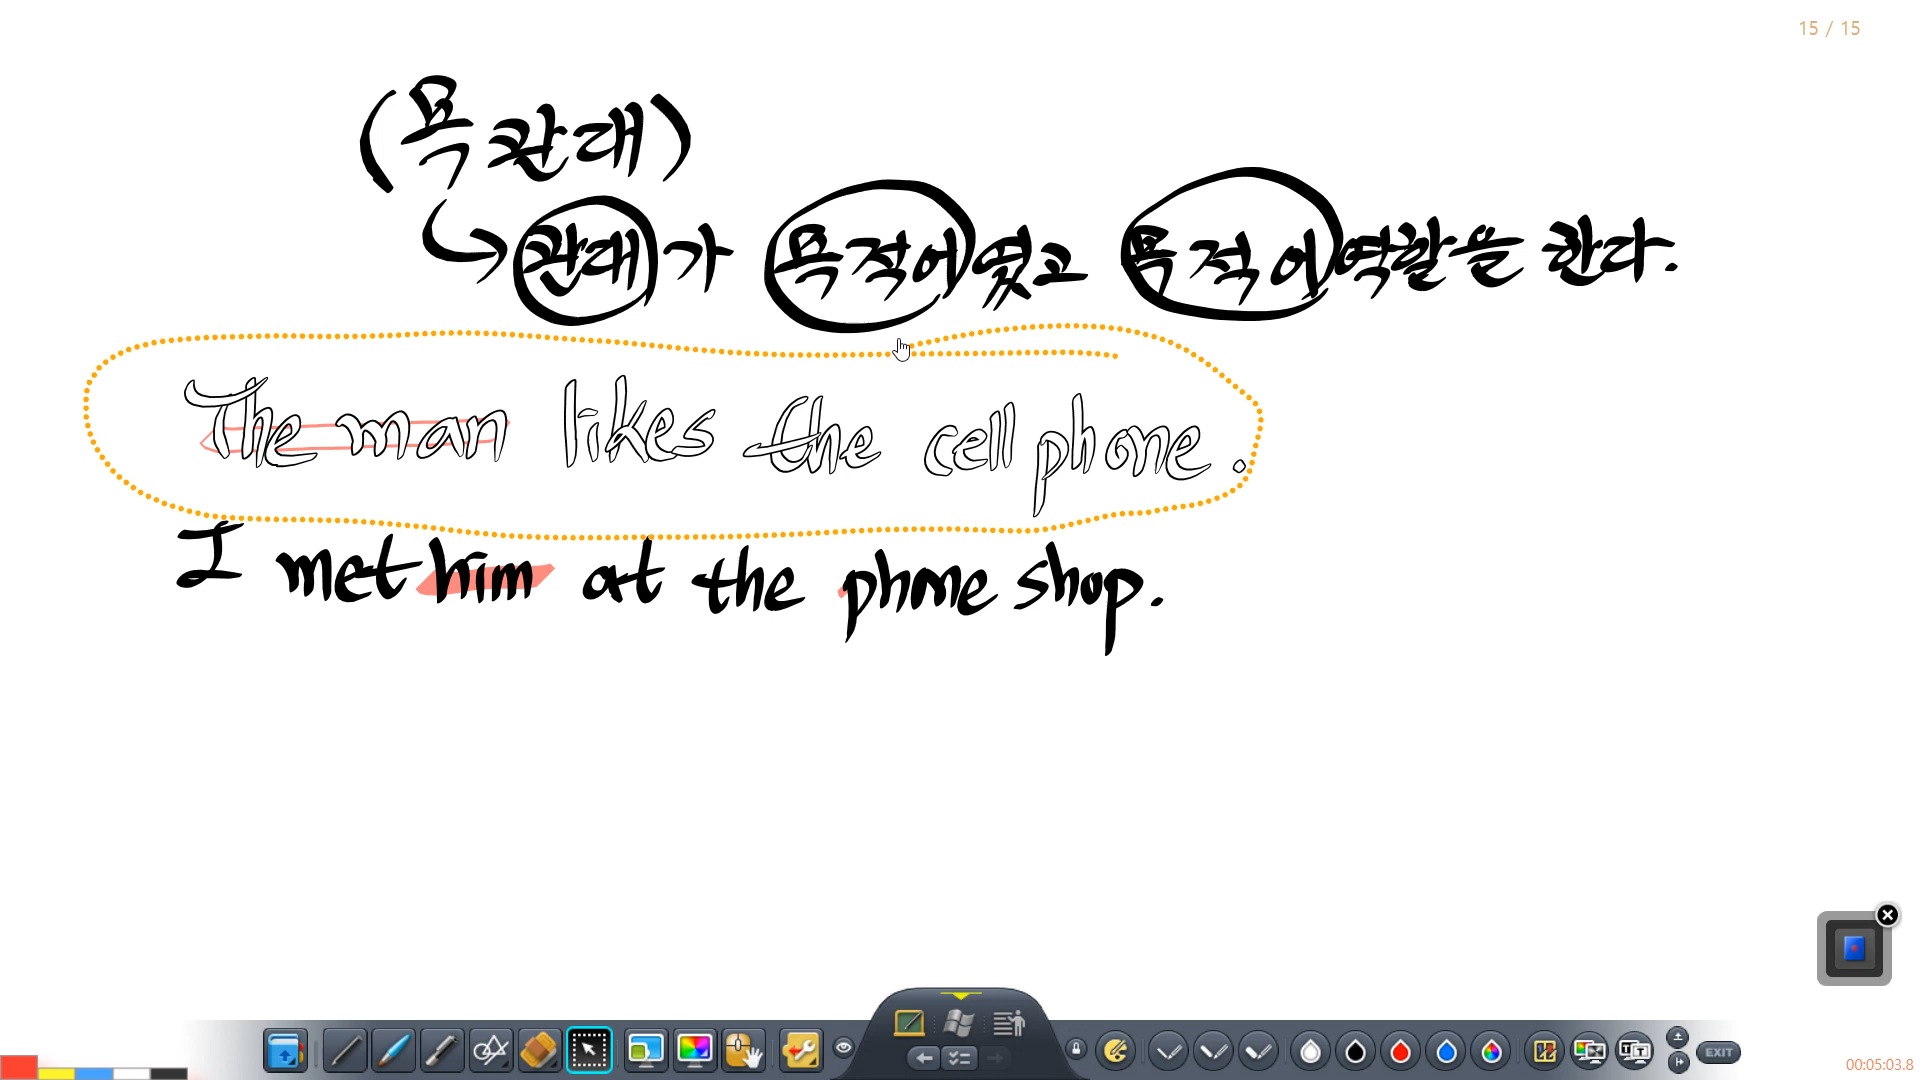 15 / 15
(목관대)
관대가 목적어였고 목적어 역할을 한다.
The man likes the cell phone.
I met him at the phone shop.
EXIT
00:05:03.8